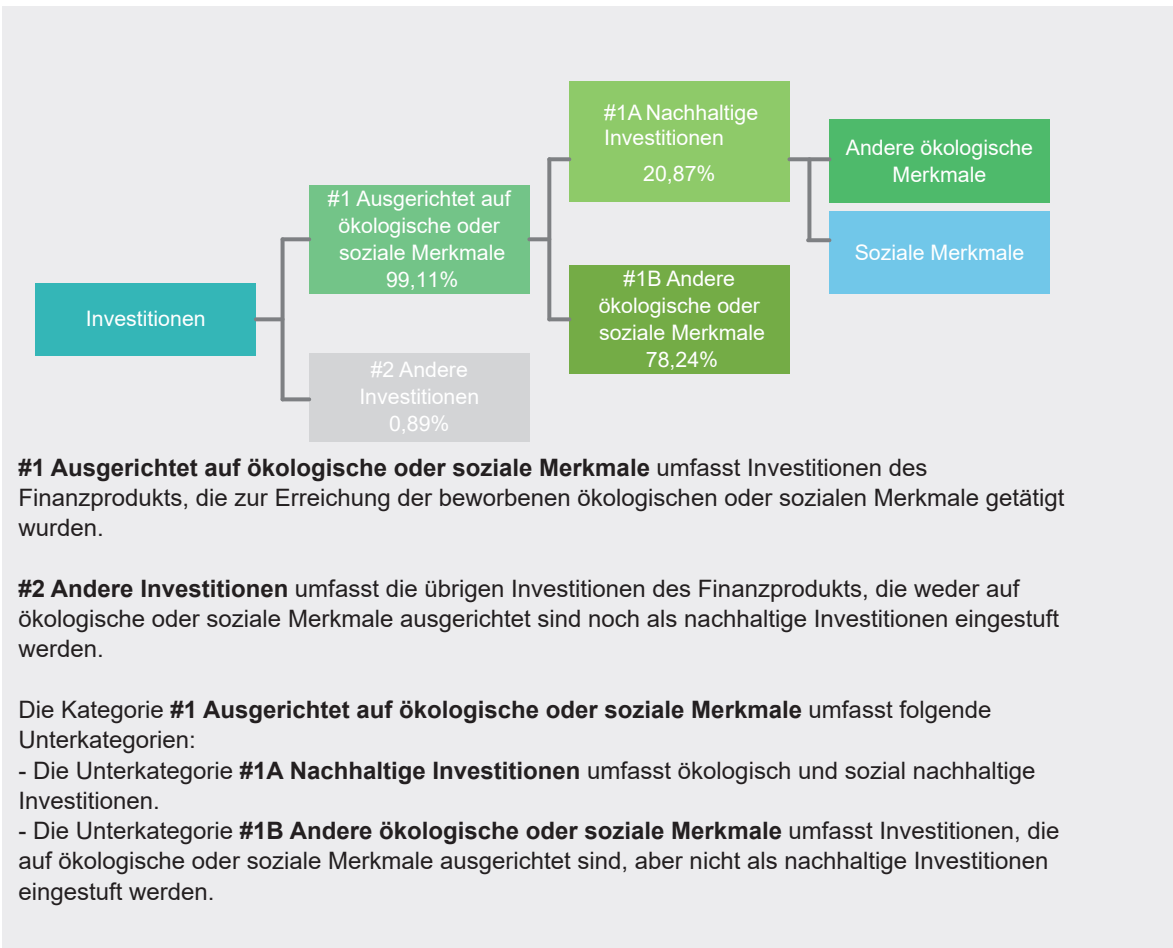 #1A Nachhaltige
Investitionen
20,87%
Andere ökologische
Merkmale
#1 Ausgerichtet auf
ökologische oder
soziale Merkmale
99,11%
Soziale Merkmale
#1B Andere
ökologische oder
soziale Merkmale
78,24%
Investitionen
#2 Andere
Investitionen
0,89%
#1 Ausgerichtet auf ökologische oder soziale Merkmale umfasst Investitionen des
Finanzprodukts, die zur Erreichung der beworbenen ökologischen oder sozialen Merkmale getätigt
wurden.
#2 Andere Investitionen umfasst die übrigen Investitionen des Finanzprodukts, die weder auf
ökologische oder soziale Merkmale ausgerichtet sind noch als nachhaltige Investitionen eingestuft
werden.
Die Kategorie #1 Ausgerichtet auf ökologische oder soziale Merkmale umfasst folgende
Unterkategorien:
- Die Unterkategorie #1A Nachhaltige Investitionen umfasst ökologisch und sozial nachhaltige
Investitionen.
- Die Unterkategorie #1B Andere ökologische oder soziale Merkmale umfasst Investitionen, die
auf ökologische oder soziale Merkmale ausgerichtet sind, aber nicht als nachhaltige Investitionen
eingestuft werden.